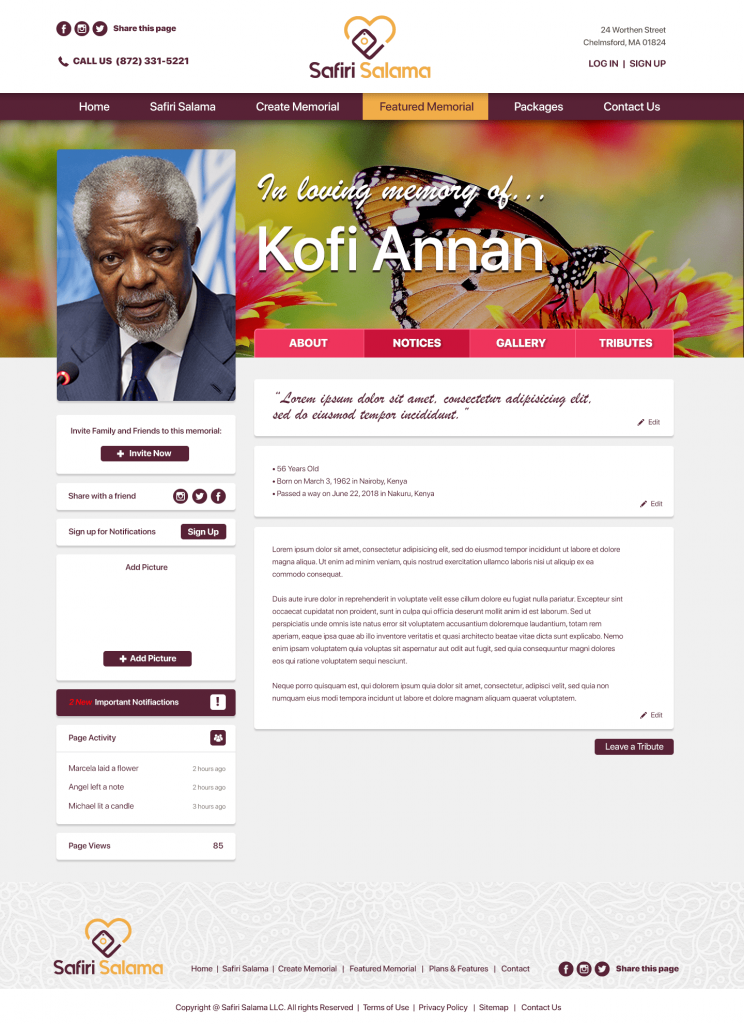 Share this page
CALL US (872) 331-5221
Safiri Salama
24 Worthen Street
Chelmsford, MA 01824
LOG IN | SIGN UP
Home Safiri Salama Create Memorial Featured Memorial Packages Contact Us
In loving memory of...
Kofi Annan
ABOUT NOTICES GALLERY TRIBUTES
Invite Family and Friends to this memorial:
Invite Now
Share with a friend
Sign up for Notifications Sign Up
Add Picture
Add Picture
2 New Important Notifiactions !
Page Activity
Marcela laid a flower 2 hours ago
Angel left a note 2 hours ago
Michael lit a candle 3 hours ago
Page Views 85
"Lorem ipsum dolor sit amet, consectetur adipisicing elit,
sed do eiusmod tempor incididunt."
Edit
• 56 Years Old
• Born on March 3, 1962 in Nairoby, Kenya
• Passed a way on June 22, 2018 in Nakuru, Kenya
Edit
Lorem ipsum dolor sit amet, consectetur adipisicing elit, sed do eiusmod tempor incididunt ut labore et dolore
magna aliqua. Ut enim ad minim veniam, quis nostrud exercitation ullamco laboris nisi ut aliquip ex ea
commodo consequat.
Duis aute irure dolor in reprehenderit in voluptate velit esse cillum dolore eu fugiat nulla pariatur. Excepteur sint
occaecat cupidatat non proident, sunt in culpa qui officia deserunt mollit anim id est laborum. Sed ut
perspiciatis unde omnis iste natus error sit voluptatem accusantium doloremque laudantium, totam rem
aperiam, eaque ipsa quae ab illo inventore veritatis et quasi architecto beatae vitae dicta sunt explicabo. Nemo
enim ipsam voluptatem quia voluptas sit aspernatur aut odit aut fugit, sed quia consequuntur magni dolores
eos qui ratione voluptatem sequi nesciunt.
Neque porro quisquam est, qui dolorem ipsum quia dolor sit amet, consectetur, adipisci velit, sed quia non
numquam eius modi tempora incidunt ut labore et dolore magnam aliquam quaerat voluptatem.
Edit
Leave a Tribute
Safiri Salama
Home | Safiri Salama | Create Memorial | Featured Memorial | Plans & Features | Contact
Share this page
Copyright @ Safiri Salama LLC. All rights Reserved | Terms of Use | Privacy Policy | Sitemap | Contact Us